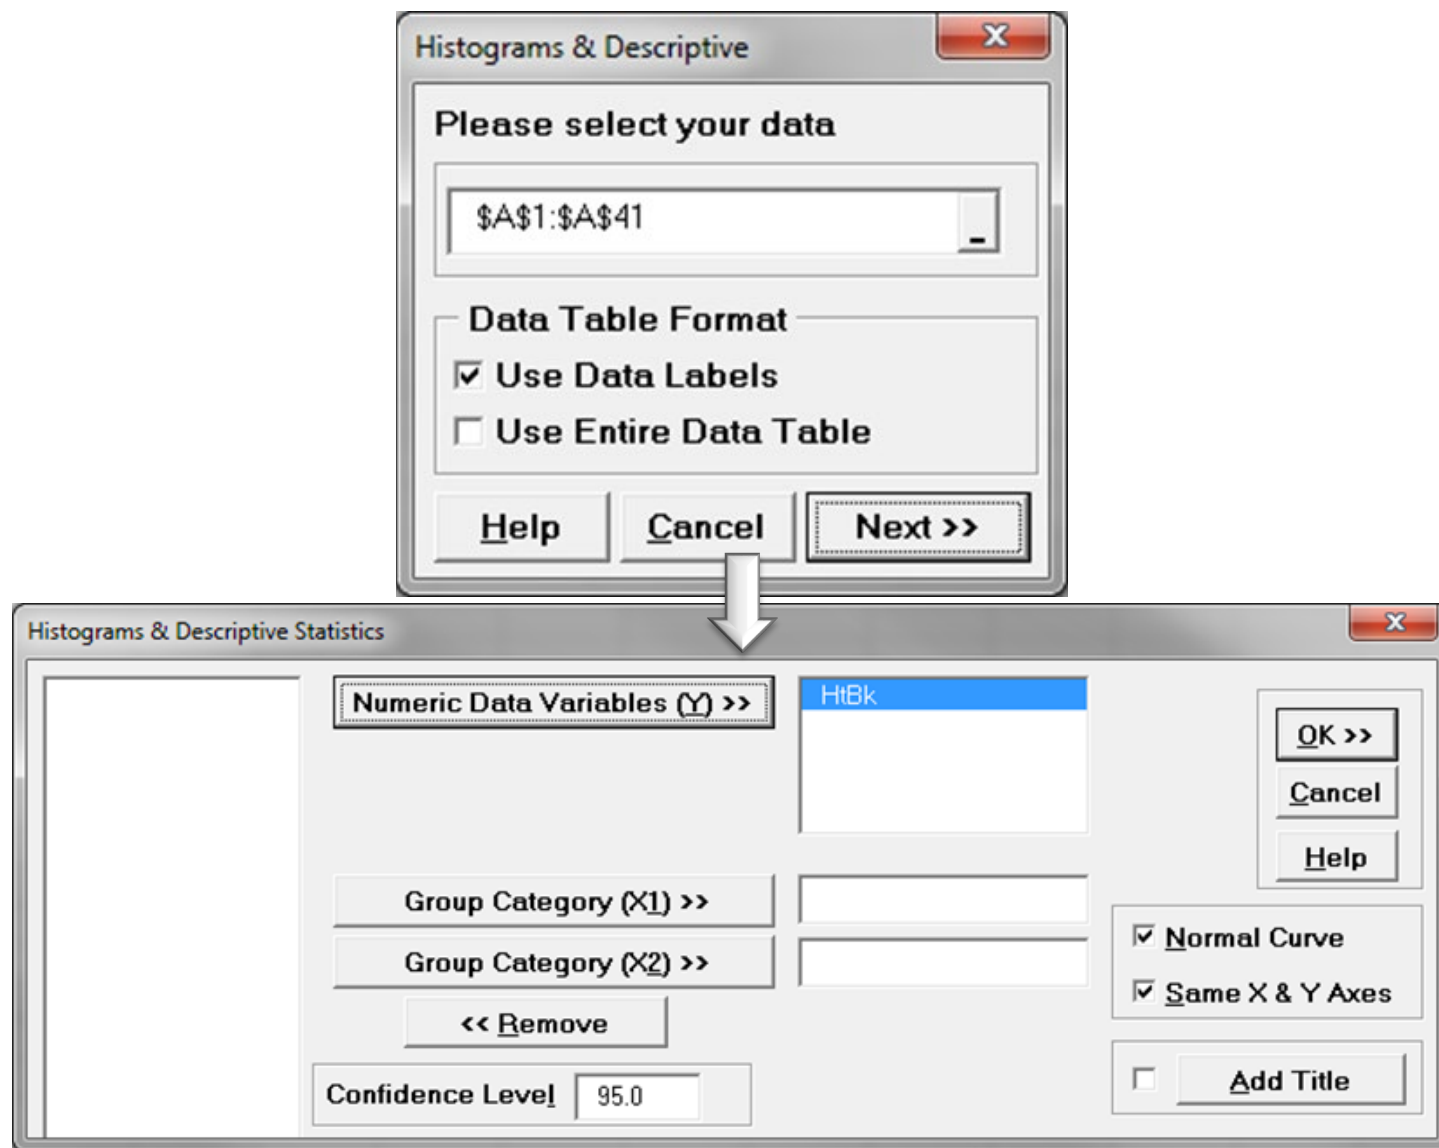 Histograms & Descriptive
Please select your data
$A$1:$A$41
Data Table Format
Use Data Labels
Use Entire Data Table
Help Cancel Next >>
Histograms & Descriptive Statistics
Numeric Data Variables (Y) >>
HtBk
OK >>
Cancel
Help
Group Category (X1) >>
Group Category (X2) >>
<< Remove
Normal Curve
Same X & Y Axes
Confidence Level 95.0
Add Title